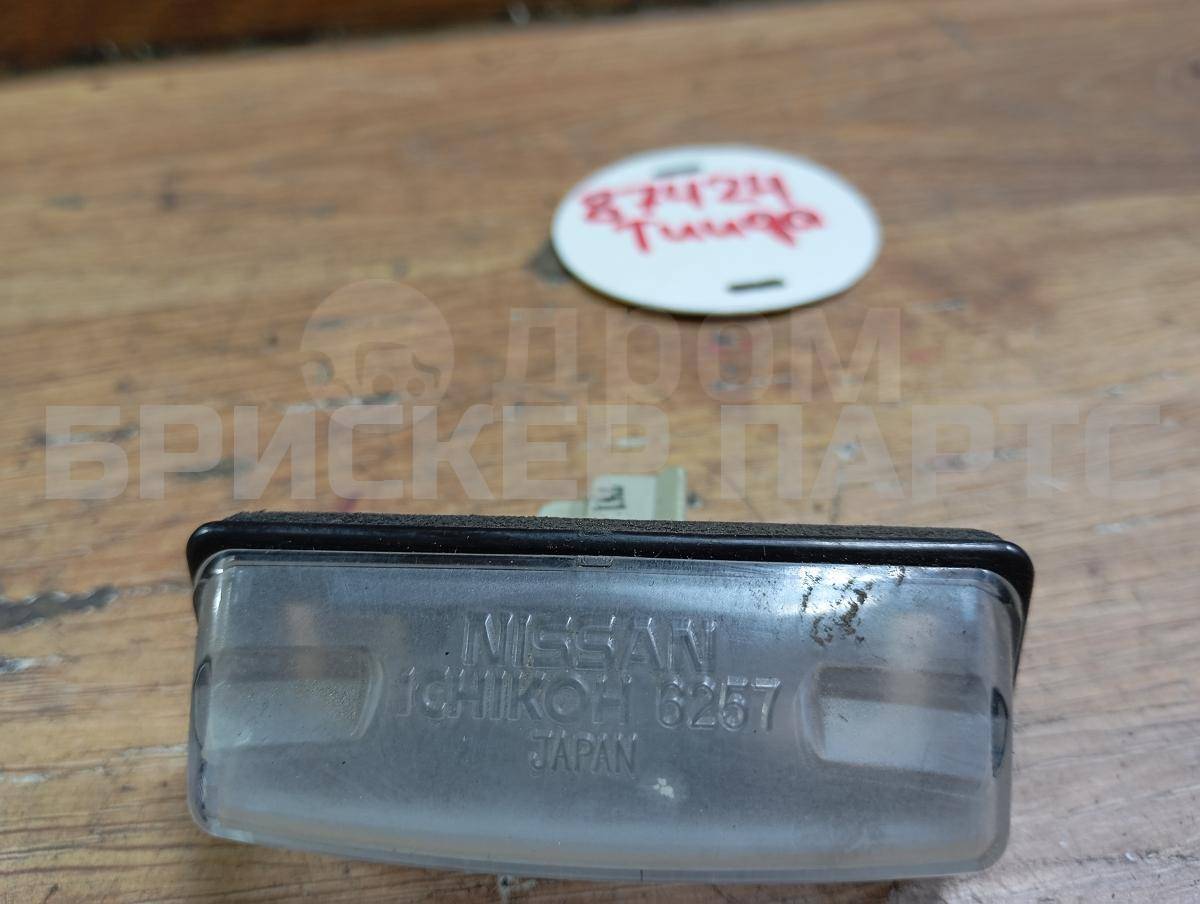 87424
Тиида
дром
БРИСКЕР ПАРТС
NISSAN
ICHIKOH 6257
JAPAN